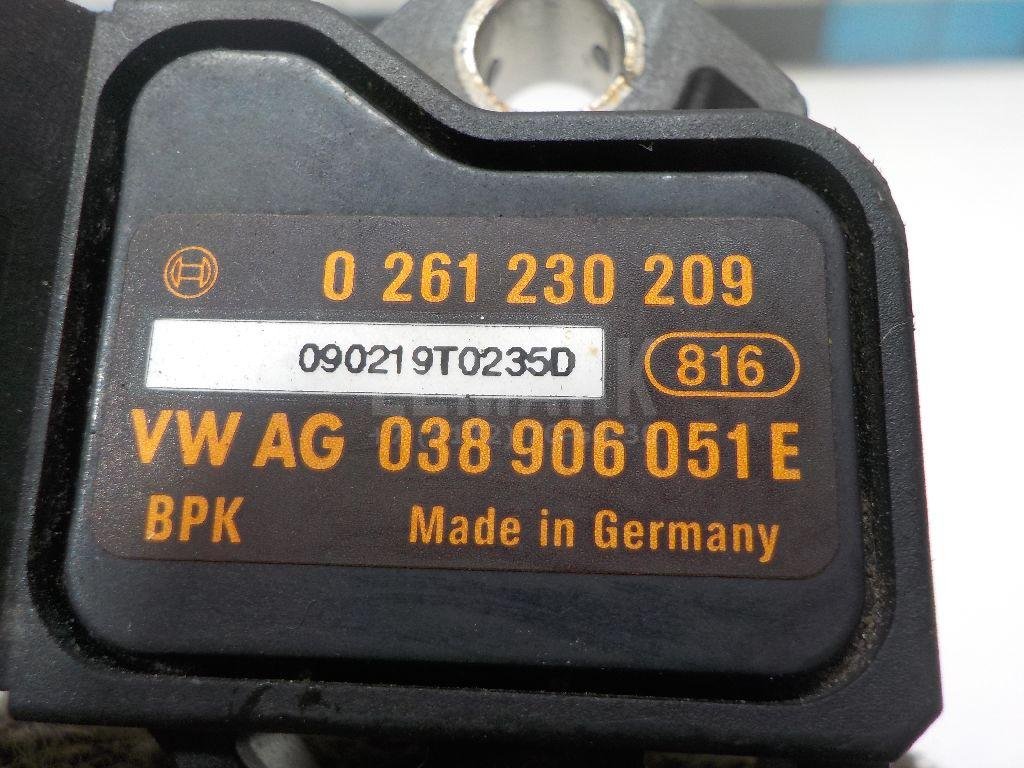 0 261 230 209
090219T0235D 816
VW AG 038 906 051 E
BPK Made in Germany